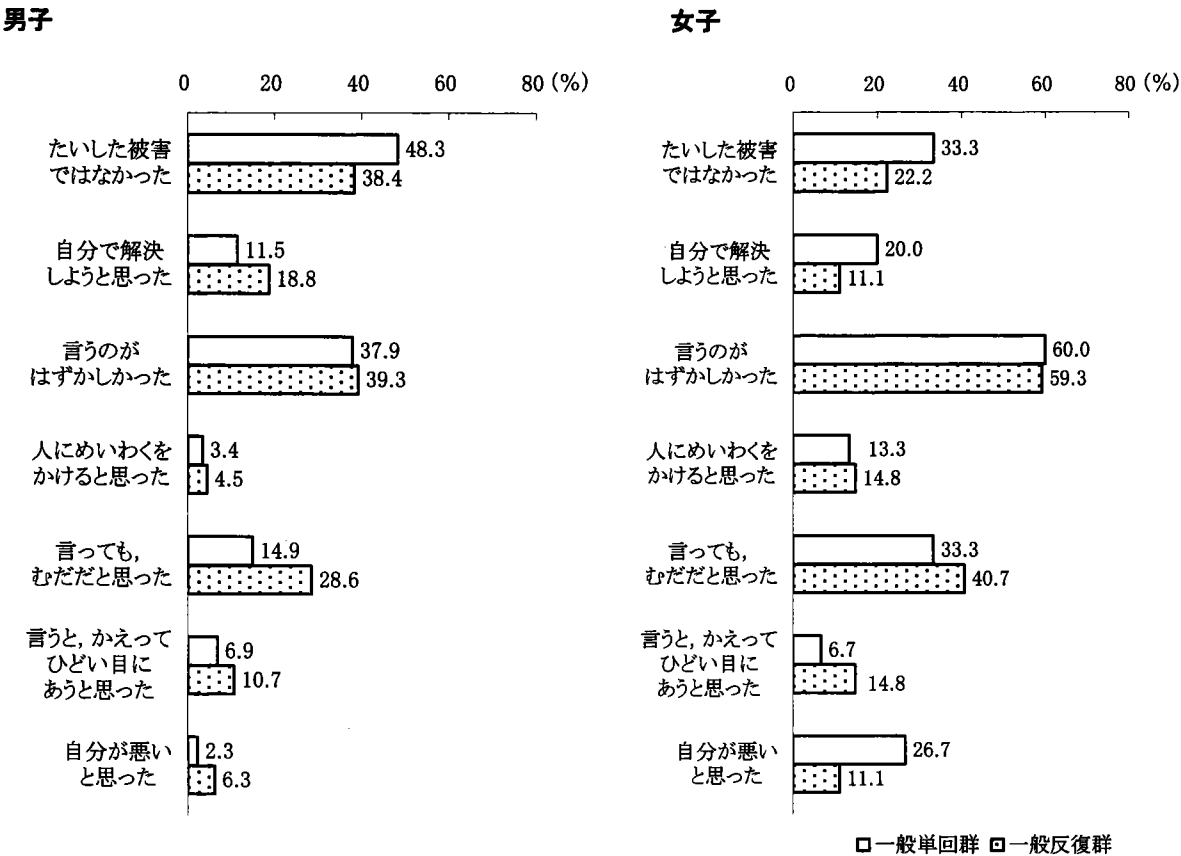 男子
0 20 40 60 80 (%)
たいした被害
ではなかった
48.3
38.4
自分で解決
しようと思った
11.5
18.8
言うのが
はずかしかった
37.9
39.3
人にめいわくを
かけると思った
3.4
4.5
言っても,
むだだと思った
14.9
28.6
言うと, かえって
ひどい目に
あうと思った
6.9
10.7
自分が悪い
と思った
2.3
6.3
女子
0 20 40 60 80 (%)
たいした被害
ではなかった
33.3
22.2
自分で解決
しようと思った
20.0
11.1
言うのが
はずかしかった
60.0
59.3
人にめいわくを
かけると思った
13.3
14.8
言っても,
むだだと思った
33.3
40.7
言うと, かえって
ひどい目に
あうと思った
6.7
14.8
自分が悪い
と思った
26.7
11.1
一般単回群 一般反復群